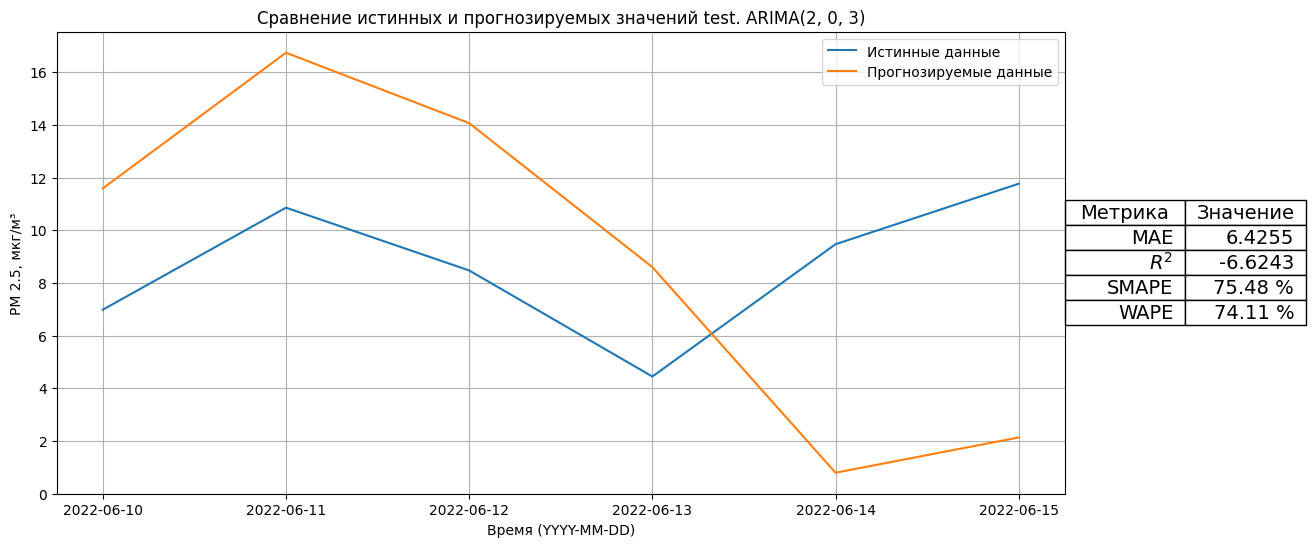 Сравнение истинных и прогнозируемых значений test. ARIMA(2, 0, 3)
Истинные данные
Прогнозируемые данные
PM 2.5, мкг/м³
16
14
12
10
8
6
4
2
0
2022-06-10 2022-06-11 2022-06-12 2022-06-13 2022-06-14 2022-06-15
Время (YYYY-MM-DD)
Метрика Значение
MAE 6.4255
R² -6.6243
SMAPE 75.48 %
WAPE 74.11 %